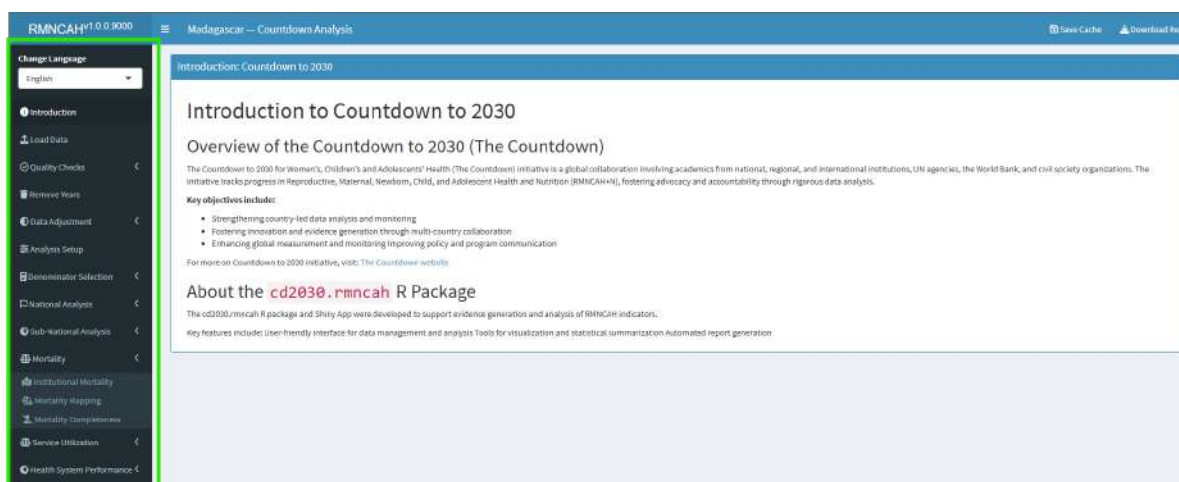 RMNCAH v1.0.0.9000
Madagascar — Countdown Analysis
Save Cache
Download Re
Change Language
English
Introduction
Load Data
Quality Checks
Remove Years
Data Adjustment
Analysis Setup
Denominator Selection
National Analysis
Sub-National Analysis
Mortality
Institutional Mortality
Mortality Mapping
Mortality Completeness
Service Utilization
Health System Performance
Introduction: Countdown to 2030
Introduction to Countdown to 2030
Overview of the Countdown to 2030 (The Countdown)
The Countdown to 2030 for Women's, Children's and Adolescents' Health (The Countdown) initiative is a global collaboration involving academics from national, regional, and international institutions, UN agencies, the World Bank, and civil society organizations. The
initiative tracks progress in Reproductive, Maternal, Newborn, Child, and Adolescent Health and Nutrition (RMNCAH+N), fostering advocacy and accountability through rigorous data analysis.
Key objectives include:
• Strengthening country-led data analysis and monitoring
• Fostering innovation and evidence generation through multi-country collaboration
• Enhancing global measurement and monitoring improving policy and program communication
For more on Countdown to 2030 initiative, visit: The Countdown website
About the cd2030.rmncah R Package
The cd2030.rmncah R package and Shiny App were developed to support evidence generation and analysis of RMNCAH indicators.
Key features include: User-friendly interface for data management and analysis Tools for visualization and statistical summarization Automated report generation